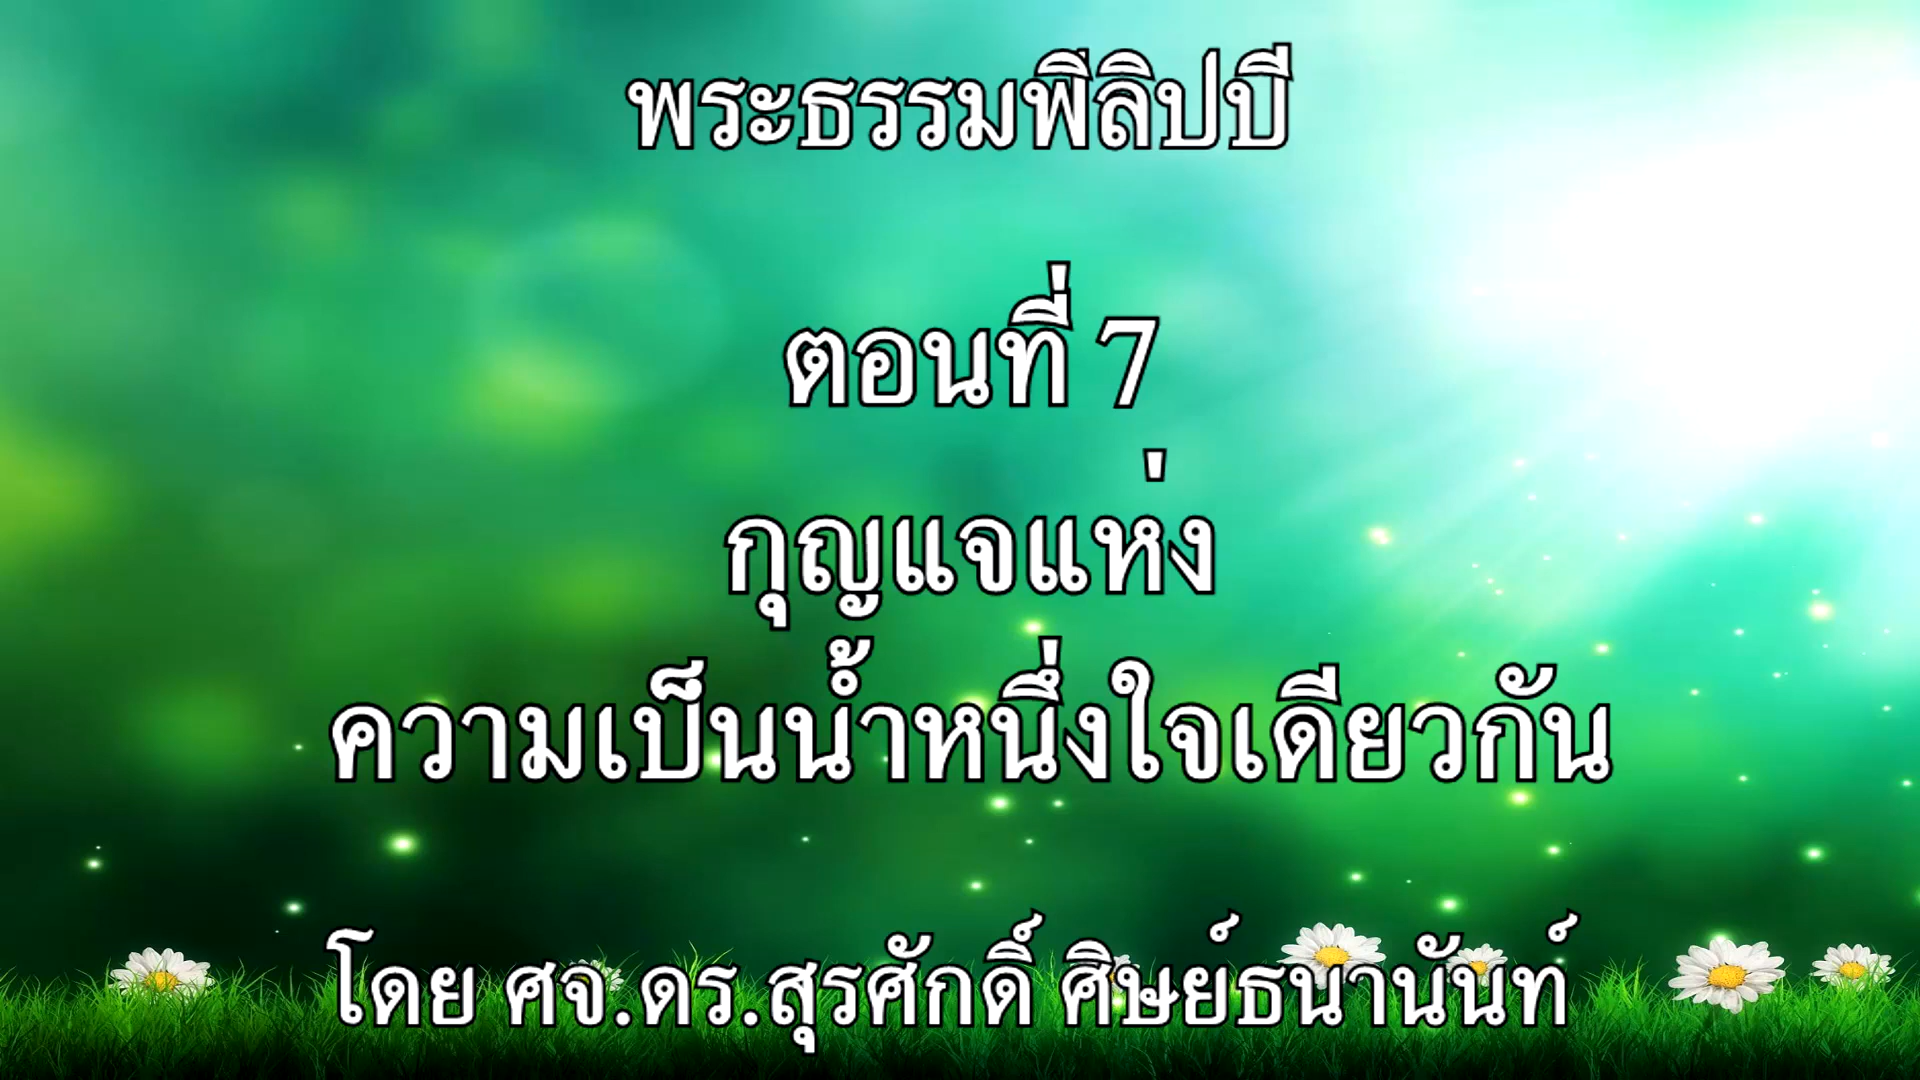 พระธรรมฟีลิปปี
ตอนที่ 7
กุญแจแห่ง
ความเป็นน้ำหนึ่งใจเดียวกัน
โดย ศจ.ดร.สุรศักดิ์ ศิษย์ธนานันท์